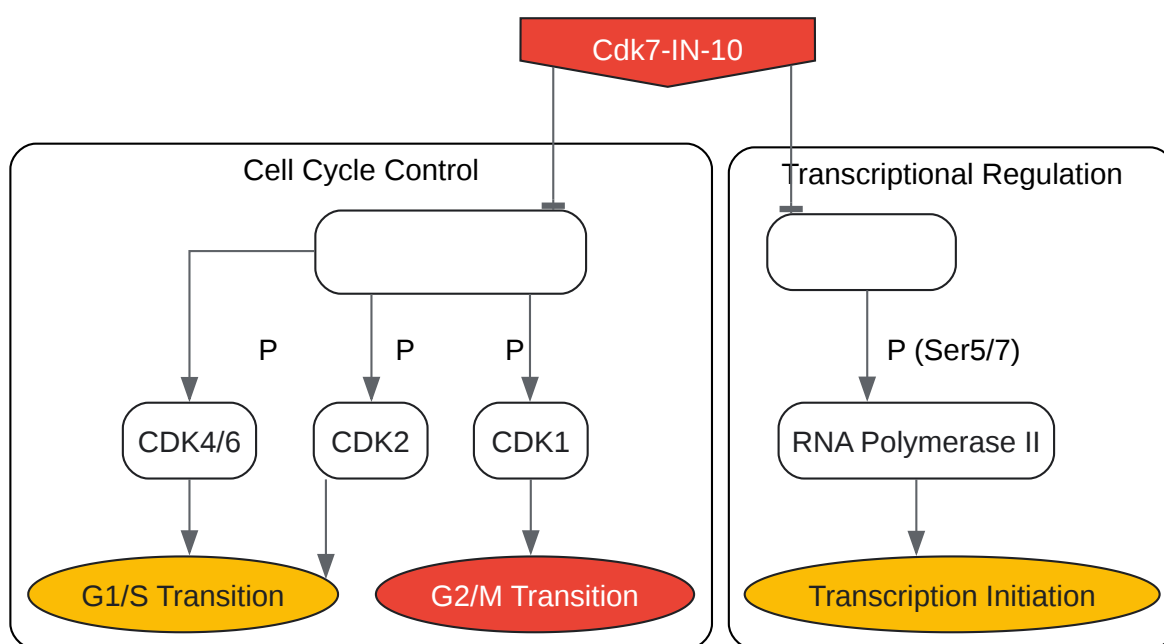 Cdk7-IN-10
Cell Cycle Control
Transcriptional Regulation
P
P
P
P (Ser5/7)
CDK4/6
CDK2
CDK1
RNA Polymerase II
G1/S Transition
G2/M Transition
Transcription Initiation